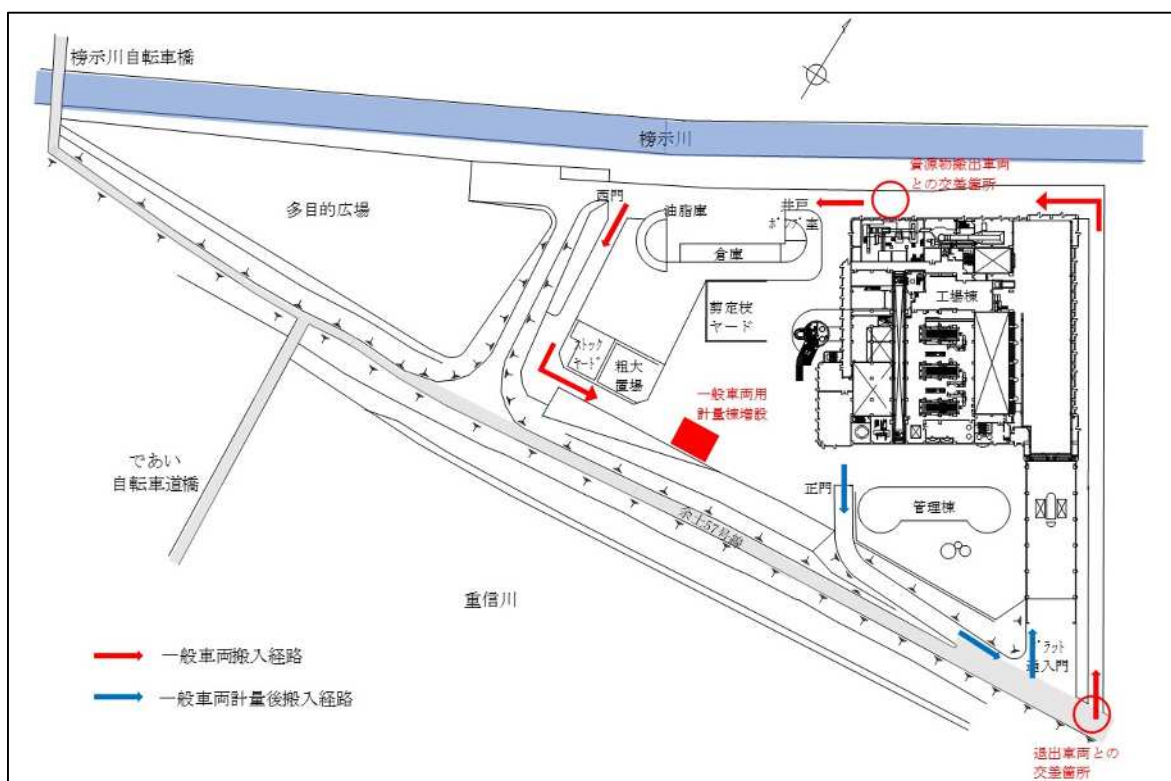 榜示川自転車橋
榜示川
資源物搬出車両
との交差箇所
多目的広場
西門
油脂庫
井戸
ポンプ室
倉庫
工場棟
剪定枝
ヤード
ストック
ヤード
粗大
置場
一般車両用
計量棟増設
であい
自転車道橋
正門
管理棟
余土57号線
重信川
一般車両搬入経路
一般車両計量後搬入経路
退出車両との
交差箇所